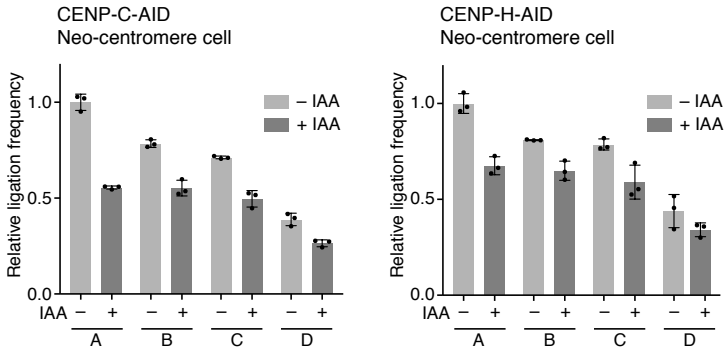 CENP-C-AID
Neo-centromere cell
Relative ligation frequency
1.0
0.5
0.0
– IAA
+ IAA
IAA – + – + – + – +
A B C D
CENP-H-AID
Neo-centromere cell
Relative ligation frequency
1.0
0.5
0.0
– IAA
+ IAA
IAA – + – + – + – +
A B C D